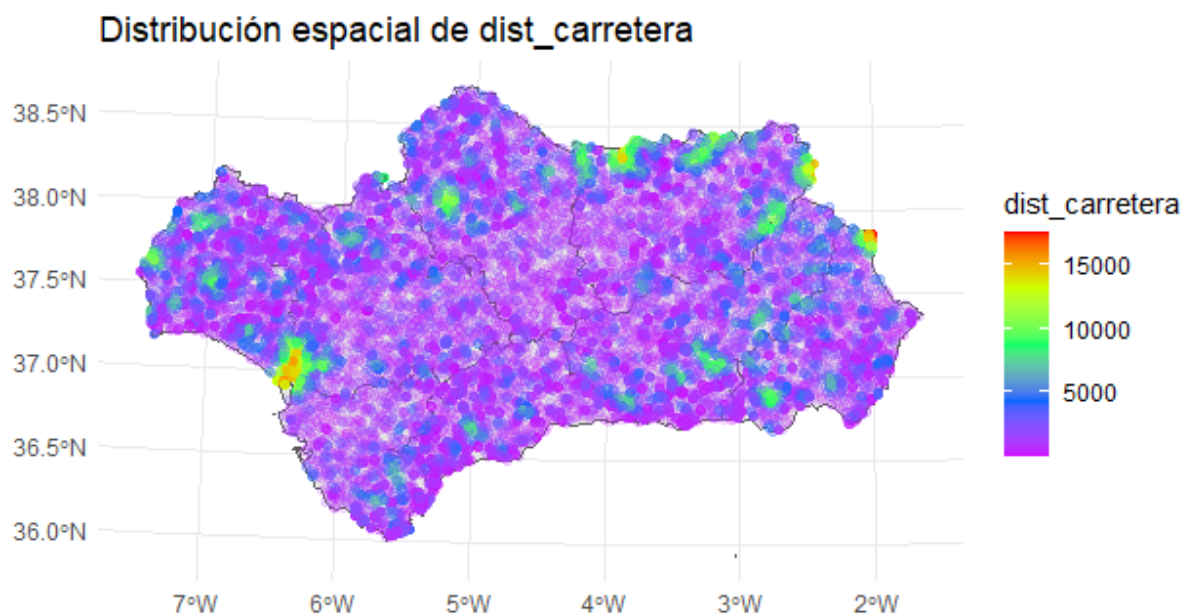 Distribución espacial de dist_carretera
38.5°N
38.0°N
37.5°N
37.0°N
36.5°N
36.0°N
7°W
6°W
5°W
4°W
3°W
2°W
dist_carretera
15000
10000
5000